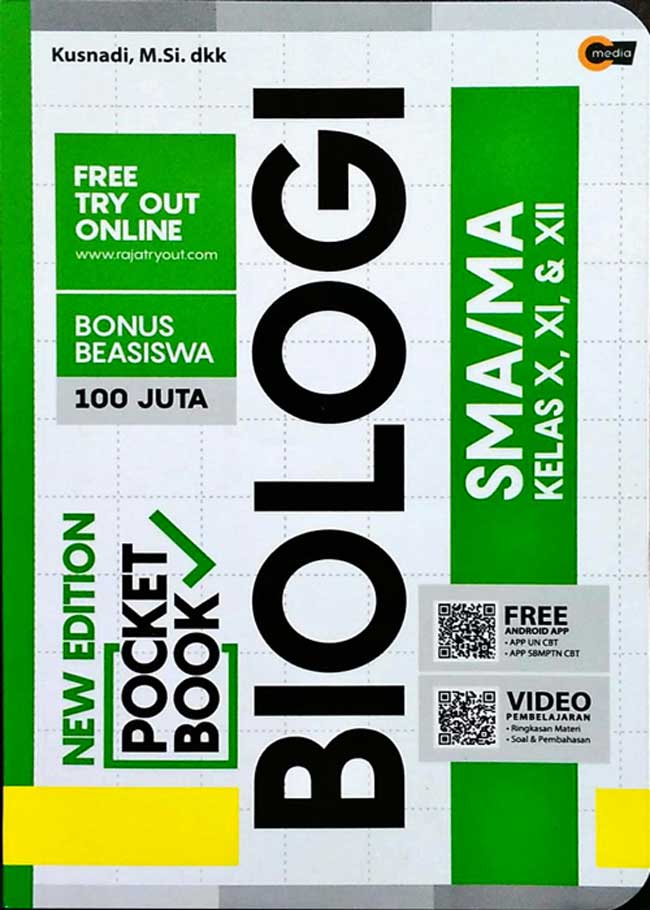 Kusnadi, M.Si. dkk
media
FREE
TRY OUT
ONLINE
www.rajatryout.com
BONUS
BEASISWA
100 JUTA
BIOLOGI
SMA/MA
KELAS X, XI, & XII
NEW EDITION
POCKET
BOOK
FREE
ANDROID APP
• APP UN CBT
• APP SBMPTN CBT
VIDEO
PEMBELAJARAN
• Ringkasan Materi
• Soal & Pembahasan